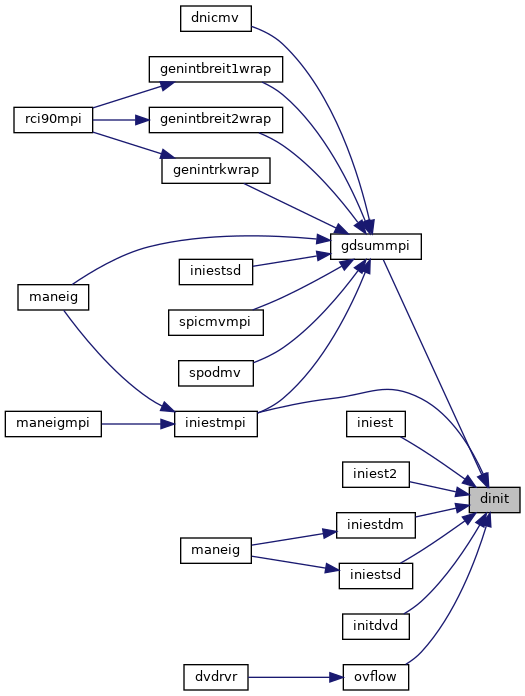 dnicmv
genintbreit1wrap
rci90mpi
genintbreit2wrap
genintrkwrap
gdsummpi
iniestsd
maneig
spicmvmpi
spodmv
maneigmpi
iniestmpi
iniest
iniest2
dinit
iniestdm
maneig
iniestsd
initdvd
dvdrvr
ovflow